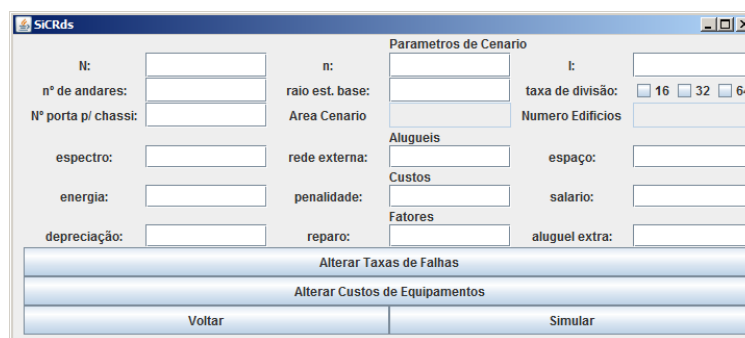 SiCRds
Parametros de Cenario
N: n: l:
nº de andares: raio est. base: taxa de divisão: 16 32 64
Nº porta p/ chassi: Area Cenario Numero Edificios
Alugueis
espectro: rede externa: espaço:
Custos
energia: penalidade: salario:
Fatores
depreciação: reparo: aluguel extra:
Alterar Taxas de Falhas
Alterar Custos de Equipamentos
Voltar Simular